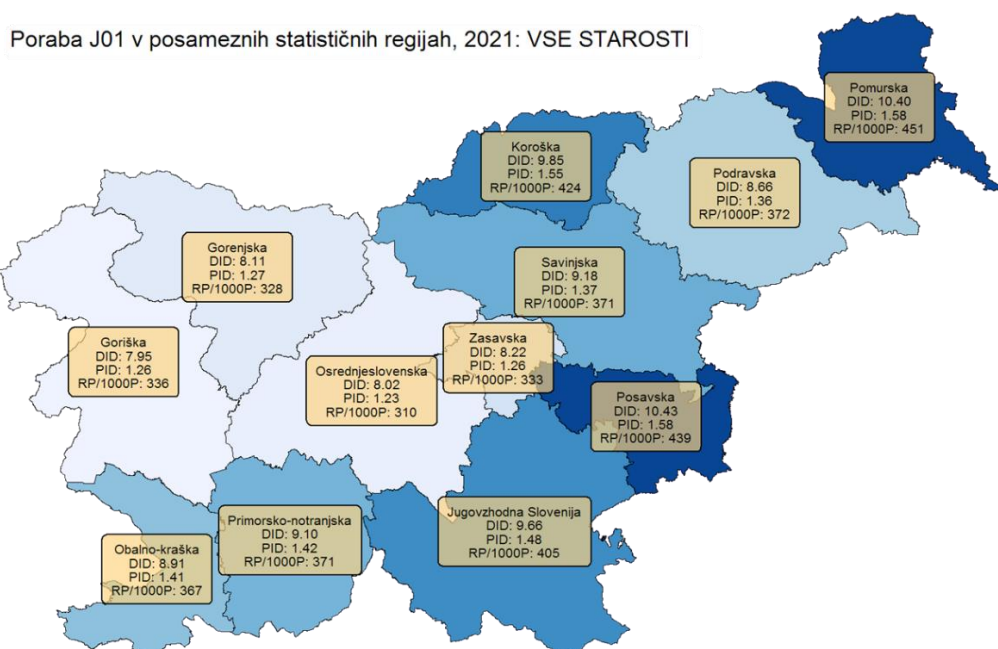 Poraba J01 v posameznih statističnih regijah, 2021: VSE STAROSTI
Pomurska
DID: 10.40
PID: 1.58
RP/1000P: 451
Koroška
DID: 9.85
PID: 1.55
RP/1000P: 424
Podravska
DID: 8.66
PID: 1.36
RP/1000P: 372
Gorenjska
DID: 8.11
PID: 1.27
RP/1000P: 328
Savinjska
DID: 9.18
PID: 1.37
RP/1000P: 371
Goriška
DID: 7.95
PID: 1.26
RP/1000P: 336
Osrednjeslovenska
DID: 8.02
PID: 1.23
RP/1000P: 310
Zasavska
DID: 8.22
PID: 1.26
RP/1000P: 333
Posavska
DID: 10.43
PID: 1.58
RP/1000P: 439
Jugovzhodna Slovenija
DID: 9.66
PID: 1.48
RP/1000P: 405
Primorsko-notranjska
DID: 9.10
PID: 1.42
RP/1000P: 371
Obalno-kraška
DID: 8.91
PID: 1.41
RP/1000P: 367